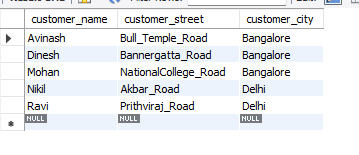 customer_name customer_street customer_city
Avinash Bull_Temple_Road Bangalore
Dinesh Bannergatta_Road Bangalore
Mohan NationalCollege_Road Bangalore
Nikil Akbar_Road Delhi
Ravi Prithviraj_Road Delhi
NULL NULL NULL